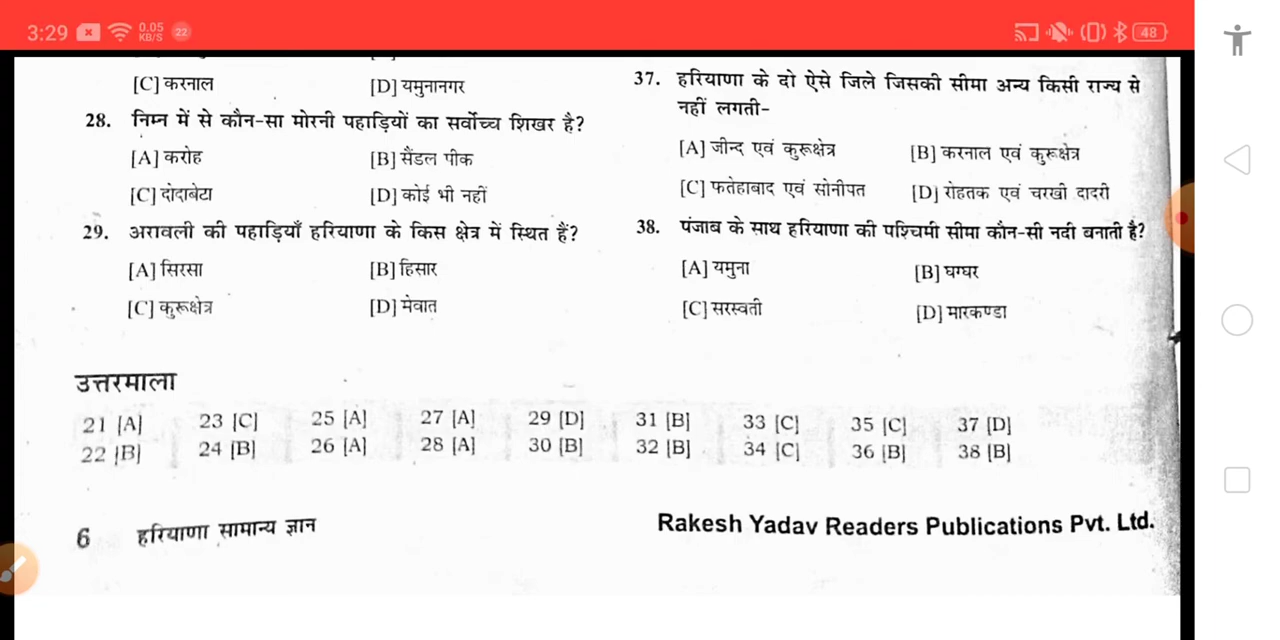 3:29 0.05 KB/S 22 48
[C] करनाल [D] यमुनानगर
28. निम्न में से कौन-सा मोरनी पहाड़ियों का सर्वोच्च शिखर है?
[A] करोह [B] सैंडल पीक
[C] दोदाबेटा [D] कोई भी नहीं
29. अरावली की पहाड़ियाँ हरियाणा के किस क्षेत्र में स्थित हैं?
[A] सिरसा [B] हिसार
[C] कुरूक्षेत्र [D] मेवात
37. हरियाणा के दो ऐसे जिले जिसकी सीमा अन्य किसी राज्य से
नहीं लगती-
[A] जीन्द एवं कुरूक्षेत्र [B] करनाल एवं कुरूक्षेत्र
[C] फतेहाबाद एवं सोनीपत [D] रोहतक एवं चरखी दादरी
38. पंजाब के साथ हरियाणा की पश्चिमी सीमा कौन-सी नदी बनाती है?
[A] यमुना [B] घग्घर
[C] सरस्वती [D] मारकण्डा
उत्तरमाला
21 [A] 23 [C] 25 [A] 27 [A] 29 [D] 31 [B] 33 [C] 35 [C] 37 [D]
22 [B] 24 [B] 26 [A] 28 [A] 30 [B] 32 [B] 34 [C] 36 [B] 38 [B]
6 हरियाणा सामान्य ज्ञान Rakesh Yadav Readers Publications Pvt. Ltd.